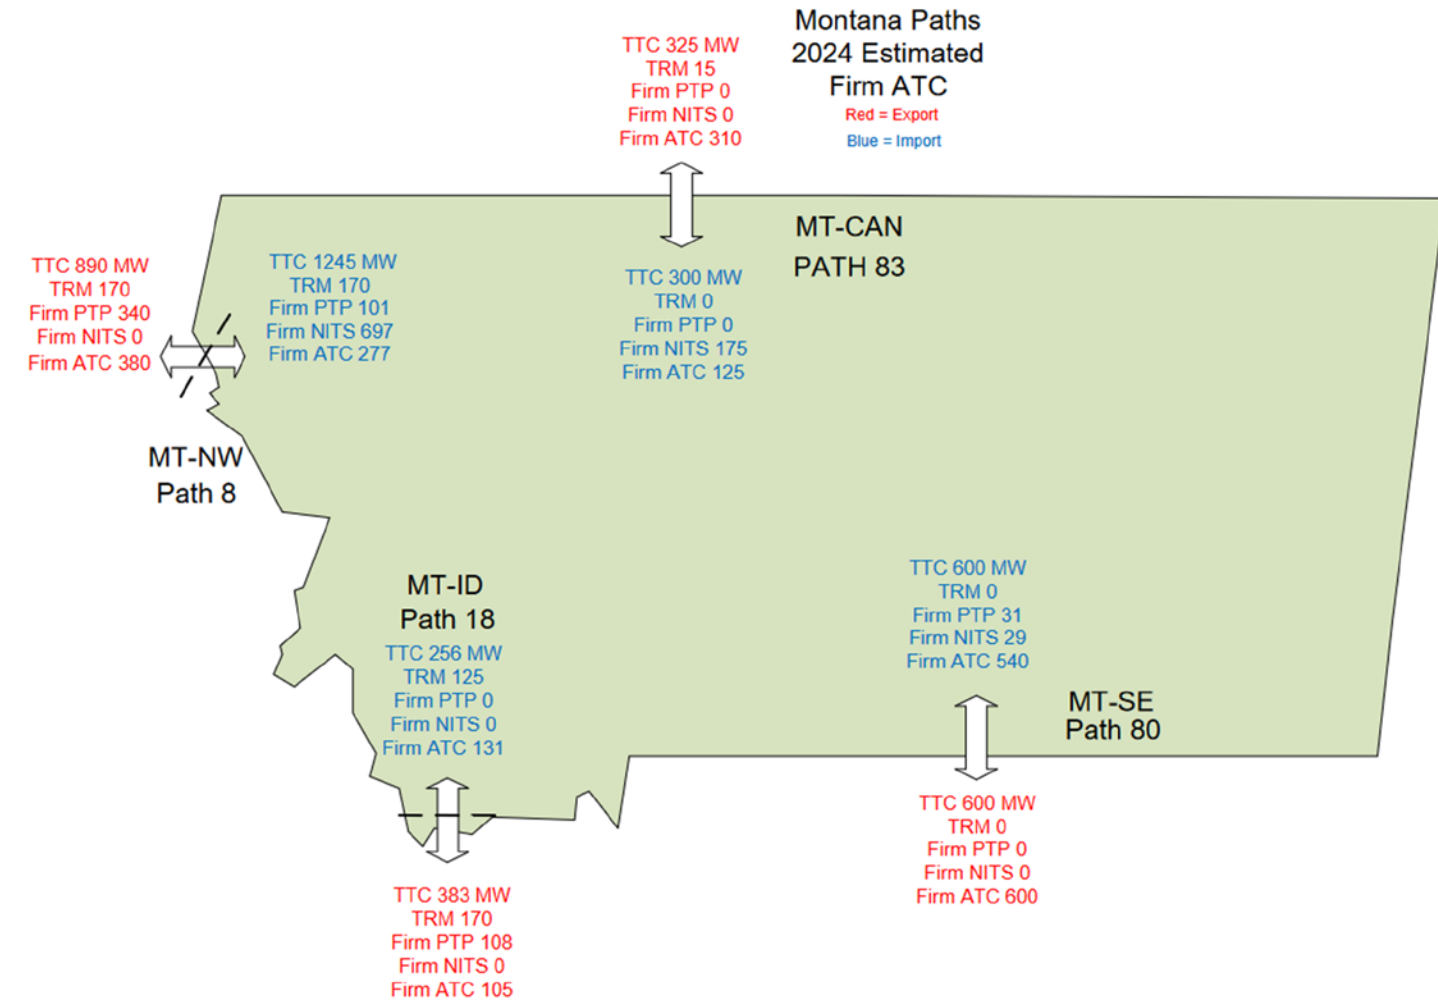 Montana Paths
2024 Estimated
Firm ATC
Red = Export
Blue = Import
TTC 325 MW
TRM 15
Firm PTP 0
Firm NITS 0
Firm ATC 310
MT-CAN
PATH 83
TTC 300 MW
TRM 0
Firm PTP 0
Firm NITS 175
Firm ATC 125
TTC 890 MW
TRM 170
Firm PTP 340
Firm NITS 0
Firm ATC 380
TTC 1245 MW
TRM 170
Firm PTP 101
Firm NITS 697
Firm ATC 277
MT-NW
Path 8
MT-ID
Path 18
TTC 256 MW
TRM 125
Firm PTP 0
Firm NITS 0
Firm ATC 131
TTC 383 MW
TRM 170
Firm PTP 108
Firm NITS 0
Firm ATC 105
TTC 600 MW
TRM 0
Firm PTP 31
Firm NITS 29
Firm ATC 540
MT-SE
Path 80
TTC 600 MW
TRM 0
Firm PTP 0
Firm NITS 0
Firm ATC 600